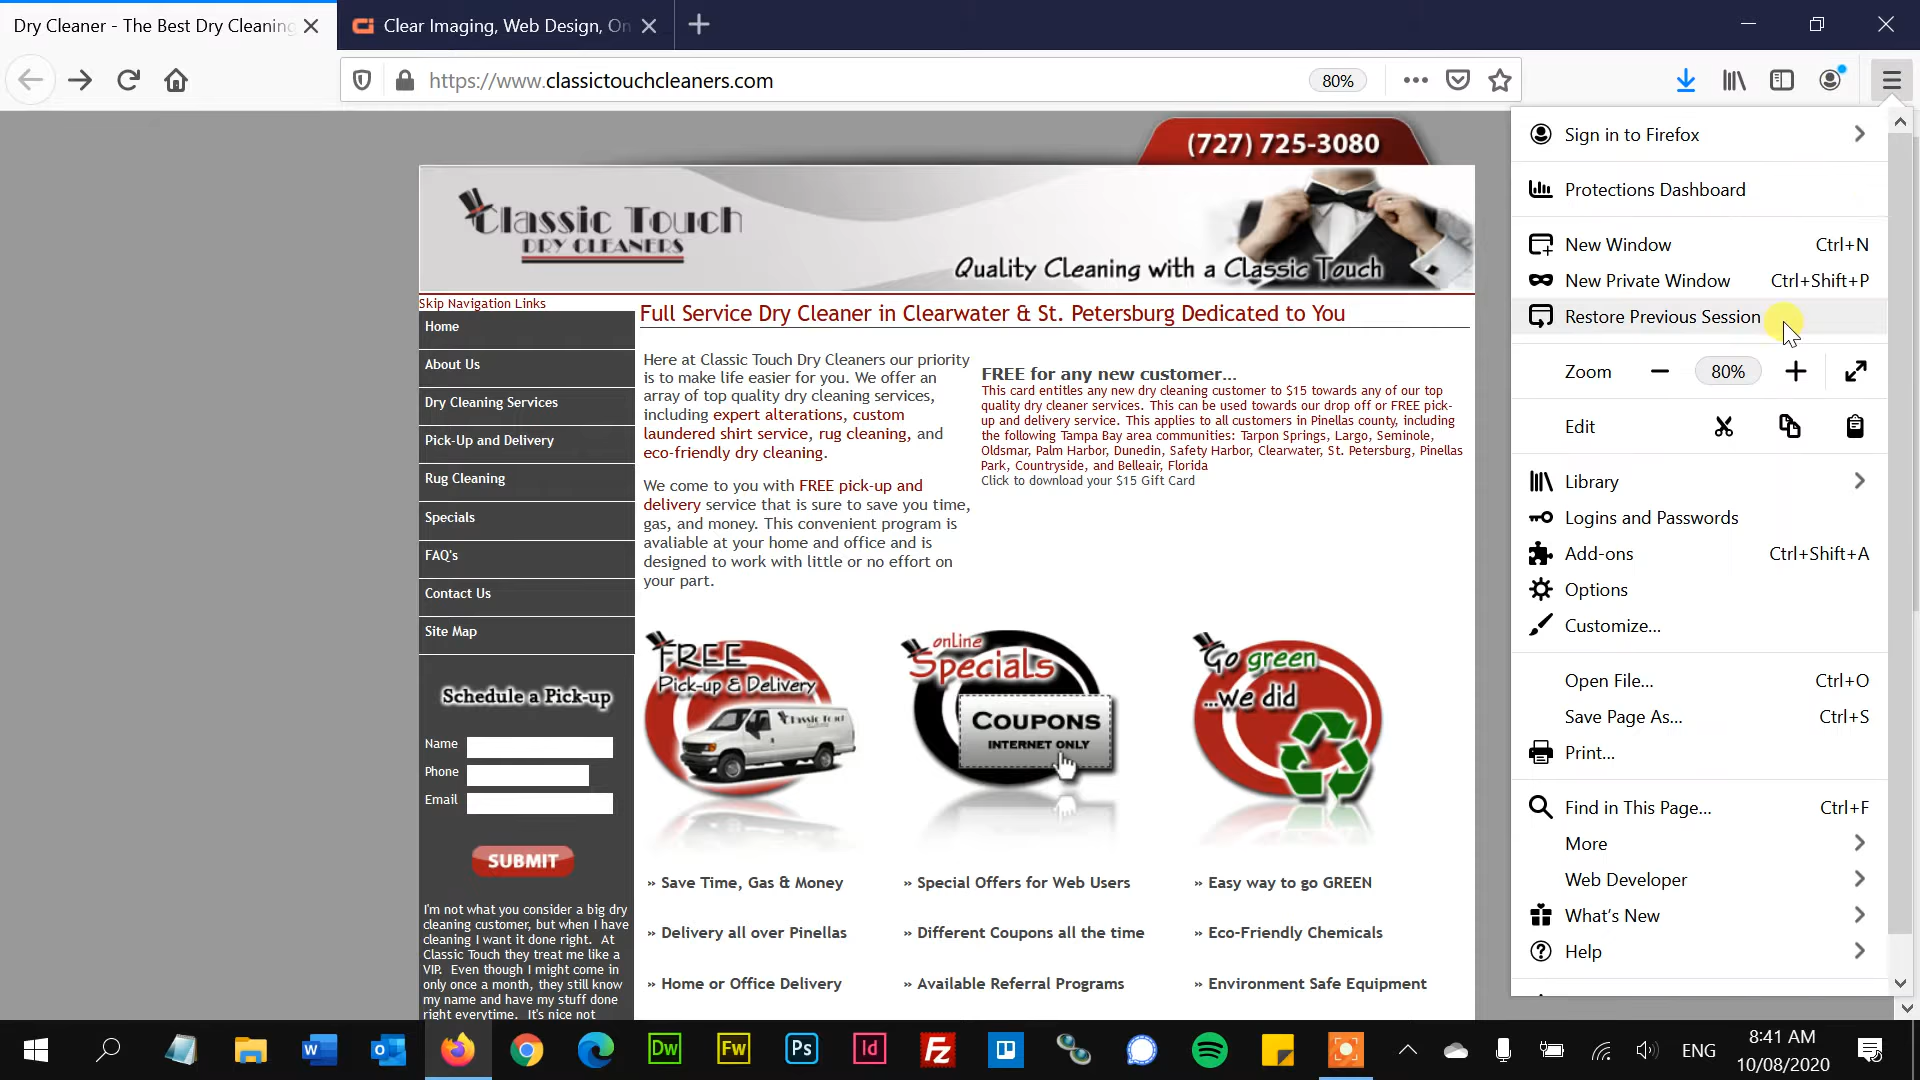 Dry Cleaner - The Best Dry Cleaning
Clear Imaging, Web Design, On
https://www.classictouchcleaners.com
80%
Sign in to Firefox
Protections Dashboard
New Window Ctrl+N
New Private Window Ctrl+Shift+P
Restore Previous Session
Zoom 80%
Edit
Library
Logins and Passwords
Add-ons Ctrl+Shift+A
Options
Customize...
Open File... Ctrl+O
Save Page As... Ctrl+S
Print...
Find in This Page... Ctrl+F
More
Web Developer
What's New
Help
(727) 725-3080
Classic Touch
DRY CLEANERS
Quality Cleaning with a Classic Touch
Skip Navigation Links
Home
About Us
Dry Cleaning Services
Pick-Up and Delivery
Rug Cleaning
Specials
FAQ's
Contact Us
Site Map
Schedule a Pick-up
Name
Phone
Email
SUBMIT
I'm not what you consider a big dry
cleaning customer, but when I have
cleaning I want it done right. At
Classic Touch they treat me like a
VIP. Even though I might come in
only once a month, they still know
my name and have my stuff done
right everytime. It's nice not
Full Service Dry Cleaner in Clearwater & St. Petersburg Dedicated to You
Here at Classic Touch Dry Cleaners our priority
is to make life easier for you. We offer an
array of top quality dry cleaning services,
including expert alterations, custom
laundered shirt service, rug cleaning, and
eco-friendly dry cleaning.
We come to you with FREE pick-up and
delivery service that is sure to save you time,
gas, and money. This convenient program is
avaliable at your home and office and is
designed to work with little or no effort on
your part.
FREE for any new customer...
This card entitles any new dry cleaning customer to $15 towards any of our top
quality dry cleaner services. This can be used towards our drop off or FREE pick-
up and delivery service. This applies to all customers in Pinellas county, including
the following Tampa Bay area communities: Tarpon Springs, Largo, Seminole,
Oldsmar, Palm Harbor, Dunedin, Safety Harbor, Clearwater, St. Petersburg, Pinellas
Park, Countryside, and Belleair, Florida
Click to download your $15 Gift Card
FREE
Pick-up & Delivery
Classic Touch
online
Specials
COUPONS
INTERNET ONLY
Go green
...we did
» Save Time, Gas & Money
» Special Offers for Web Users
» Easy way to go GREEN
» Delivery all over Pinellas
» Different Coupons all the time
» Eco-Friendly Chemicals
» Home or Office Delivery
» Available Referral Programs
» Environment Safe Equipment
Dw
Fw
Ps
Id
Fz
ENG
8:41 AM
10/08/2020